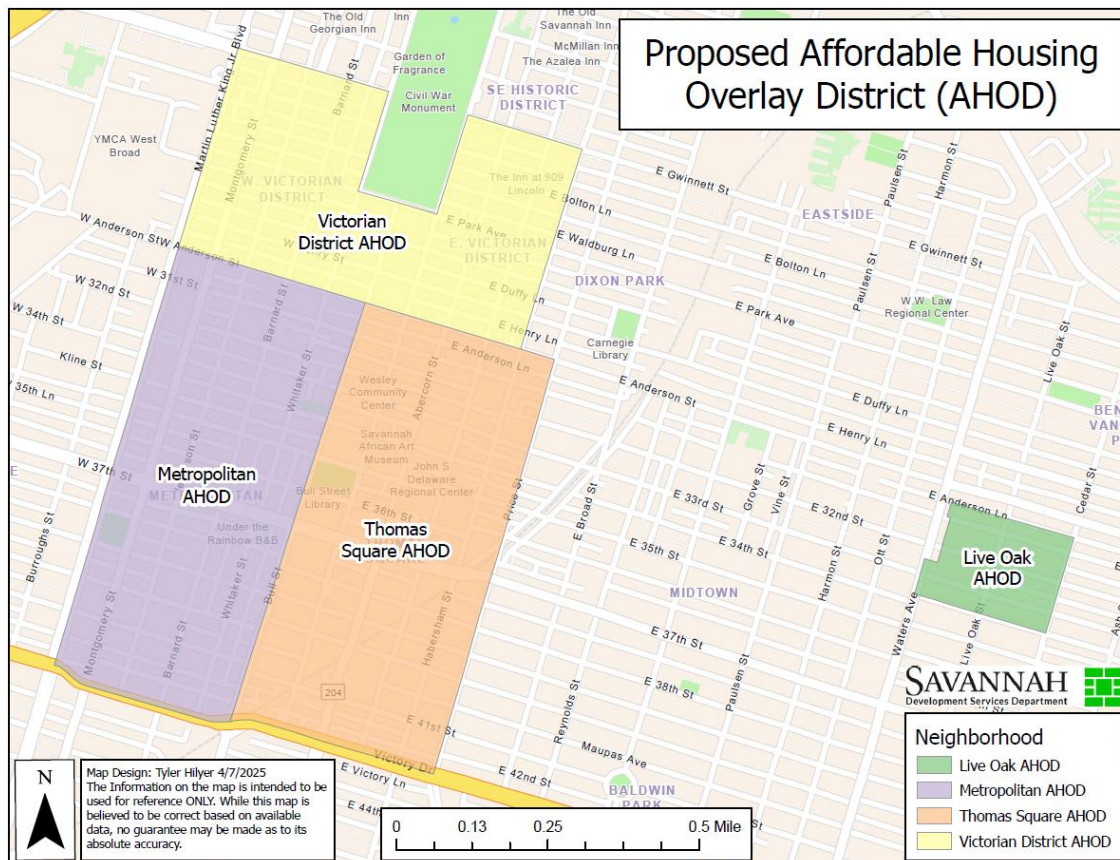 Proposed Affordable Housing
Overlay District (AHOD)
The Old
Georgian Inn
Inn
The Old
Savannah Inn
McMillan Inn
The Azalea Inn
Garden of
Fragrance
Civil War
Monument
SE HISTORIC
DISTRICT
Martin Luther King Jr Blvd
Barnard St
Montgomery St
YMCA West
Broad
W. VICTORIAN
DISTRICT
The Inn at 909
Lincoln
Victorian
District AHOD
E Park Ave
E. VICTORIAN
DISTRICT
E Gwinnett St
E Bolton Ln
E Waldburg Ln
EASTSIDE
Paulsen St
Harmon St
E Gwinnett St
E Bolton Ln
Paulsen St
W Anderson St
W Anderson St
W Henry St
W 31st St
W 32nd St
W 34th St
Kline St
W 35th Ln
E Duffy Ln
E Henry Ln
DIXON PARK
E Park Ave
W.W. Law
Regional Center
Live Oak St
Carnegie
Library
Barnard St
Whitaker St
E Anderson Ln
Abercorn St
Wesley
Community
Center
E Anderson St
E Duffy Ln
E Henry Ln
BEN
VAN
P
Savannah
African Art
Museum
John S
Delaware
Regional Center
W 37th St
Metropolitan
AHOD
METROPOLITAN
Bull Street
Library
E 36th St
Price St
E Broad St
E 33rd St
Grove St
Vine St
E 32nd St
E Anderson Ln
Cedar St
Under the
Rainbow B&B
Thomas
Square AHOD
THOMAS
SQUARE
E 35th St
E 34th St
Harmon St
Ott St
Live Oak
AHOD
Burroughs St
Whitaker St
Bull St
MIDTOWN
Waters Ave
Live Oak St
Montgomery St
Barnard St
Habersham St
E 37th St
E 38th St
Paulsen St
204
Reynolds St
E 41st St
Victory Dr
E Victory Ln
E 42nd St
Maupas Ave
E 44th
BALDWIN
PARK
SAVANNAH
Development Services Department
Neighborhood
Live Oak AHOD
Metropolitan AHOD
Thomas Square AHOD
Victorian District AHOD
N
Map Design: Tyler Hilyer 4/7/2025
The Information on the map is intended to be
used for reference ONLY. While this map is
believed to be correct based on available
data, no guarantee may be made as to its
absolute accuracy.
0 0.13 0.25 0.5 Mile